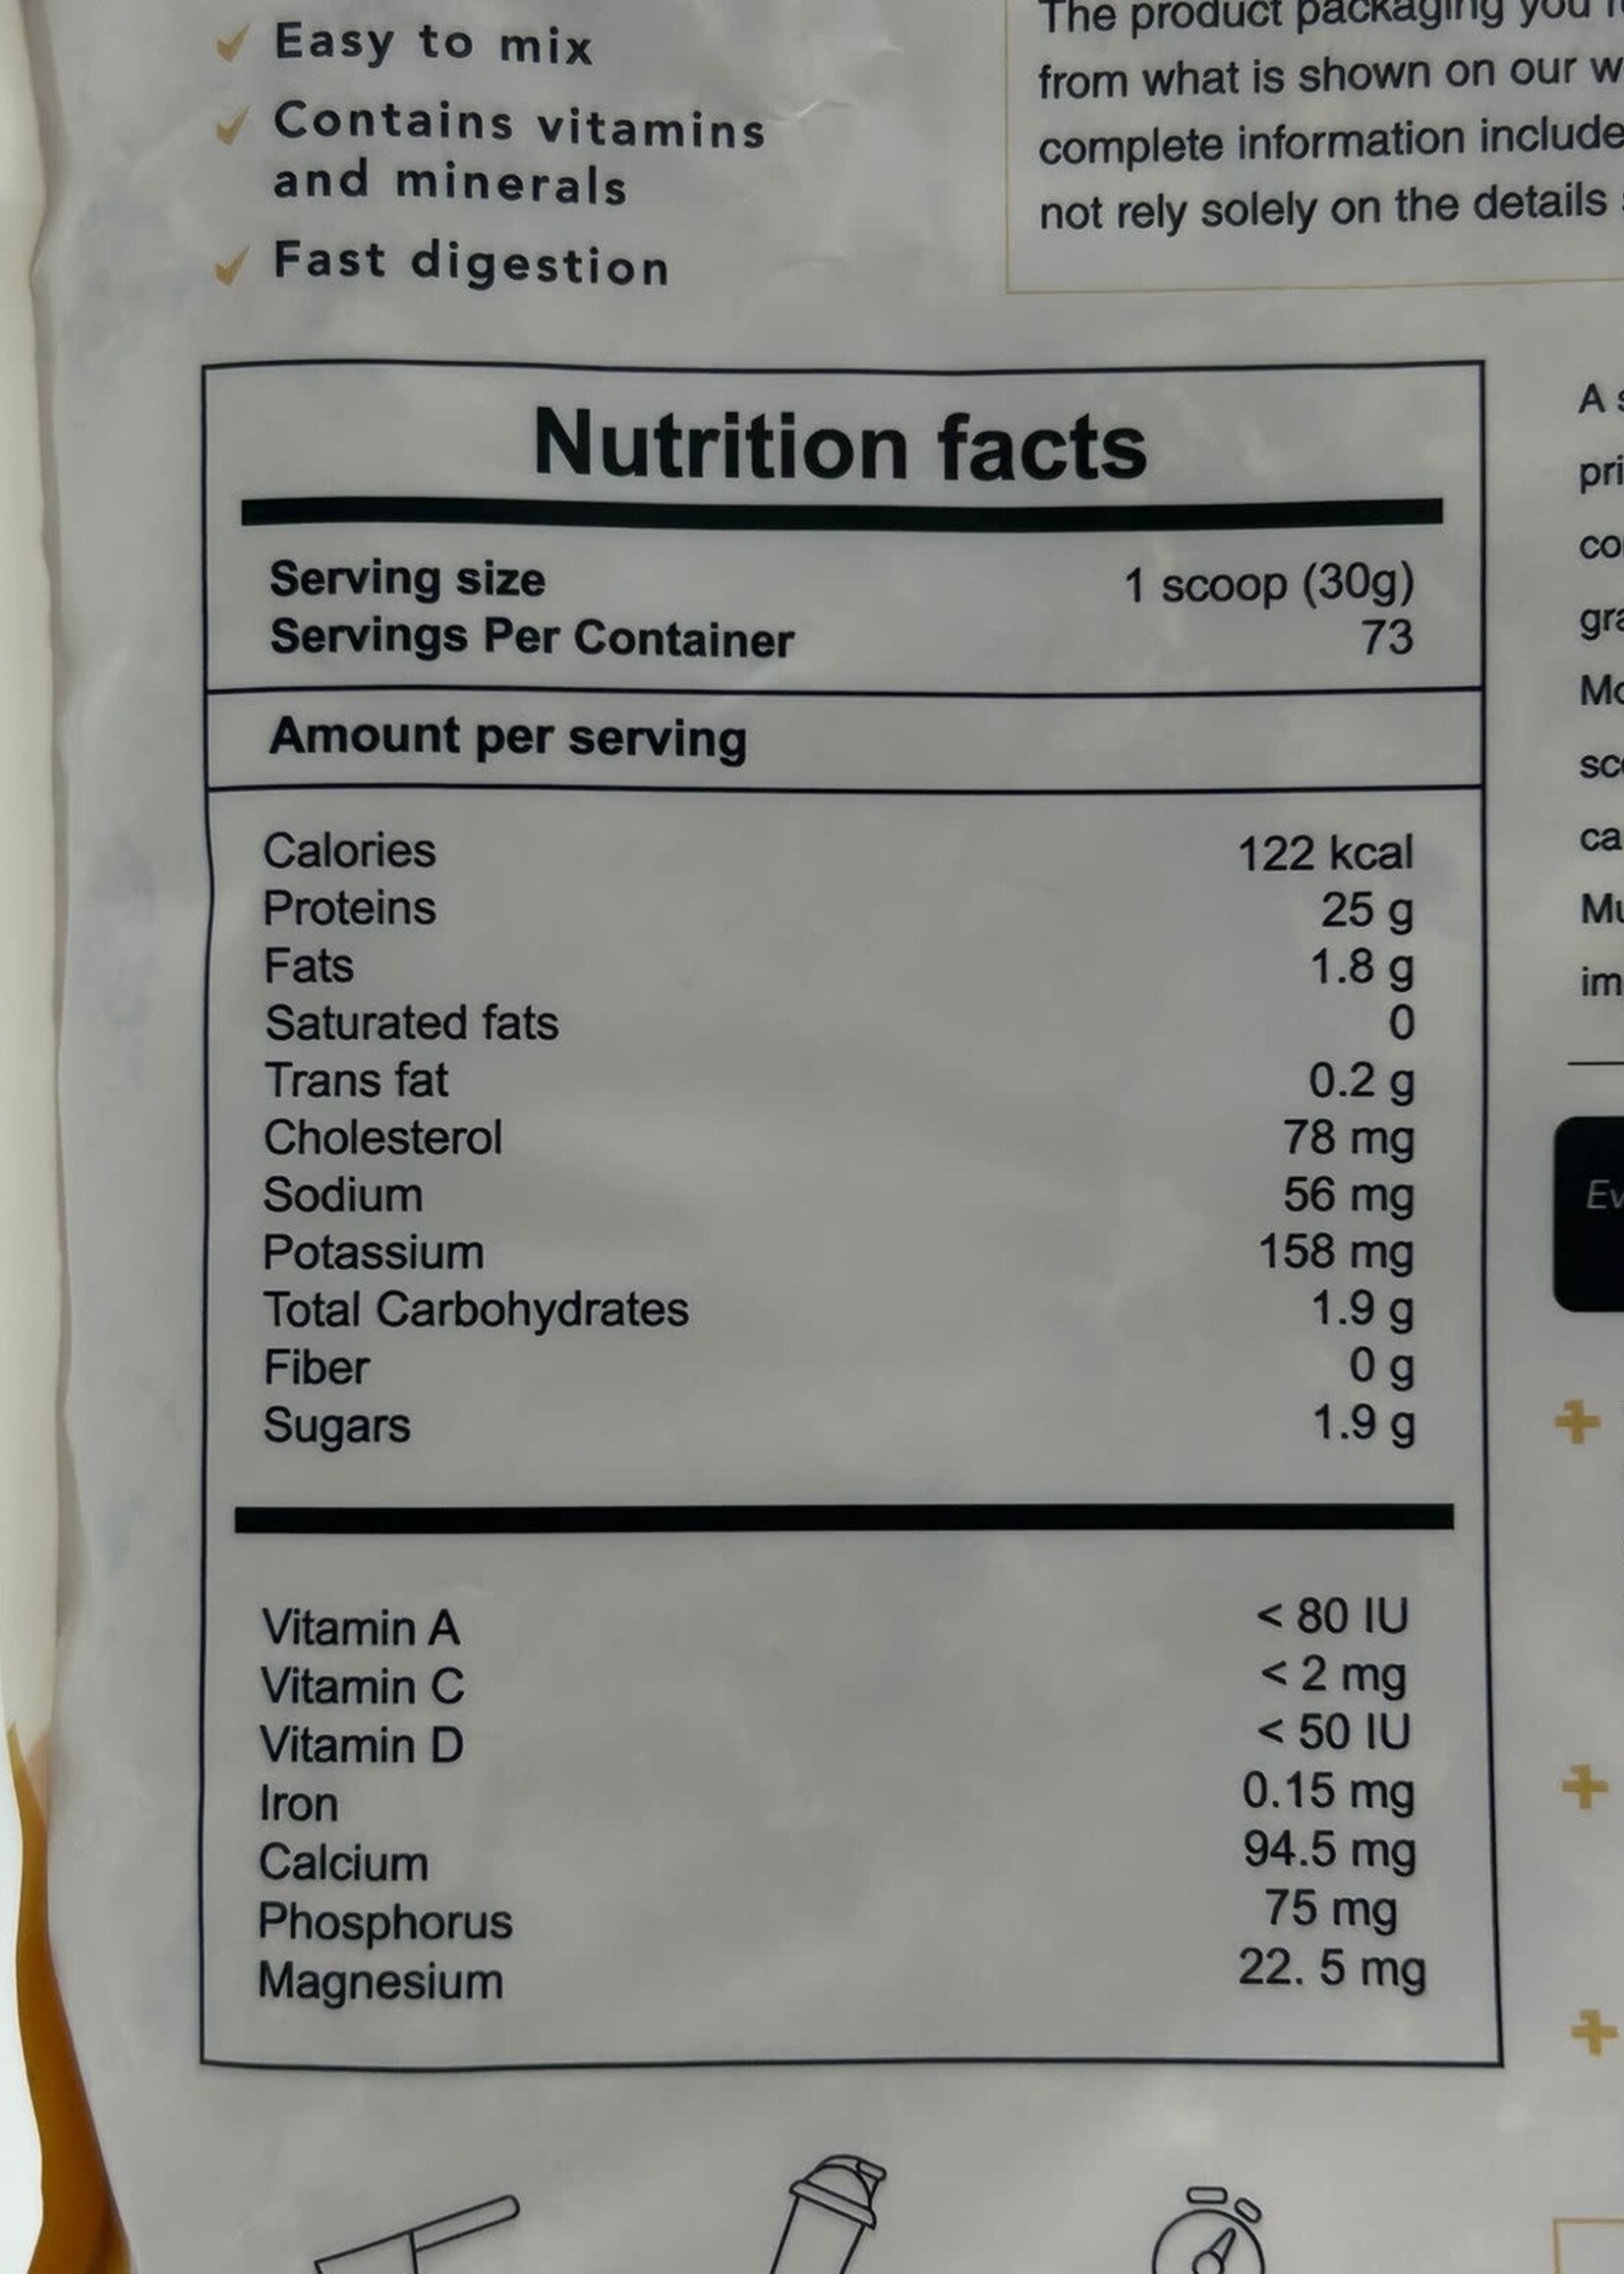 Easy to mix
Contains vitamins
and minerals
Fast digestion
The product packaging you
from what is shown on our
complete information include
not rely solely on the details
Nutrition facts
Serving size 1 scoop (30g)
Servings Per Container 73
Amount per serving
Calories 122 kcal
Proteins 25 g
Fats 1.8 g
Saturated fats 0
Trans fat 0.2 g
Cholesterol 78 mg
Sodium 56 mg
Potassium 158 mg
Total Carbohydrates 1.9 g
Fiber 0 g
Sugars 1.9 g
Vitamin A < 80 IU
Vitamin C < 2 mg
Vitamin D < 50 IU
Iron 0.15 mg
Calcium 94.5 mg
Phosphorus 75 mg
Magnesium 22. 5 mg
A